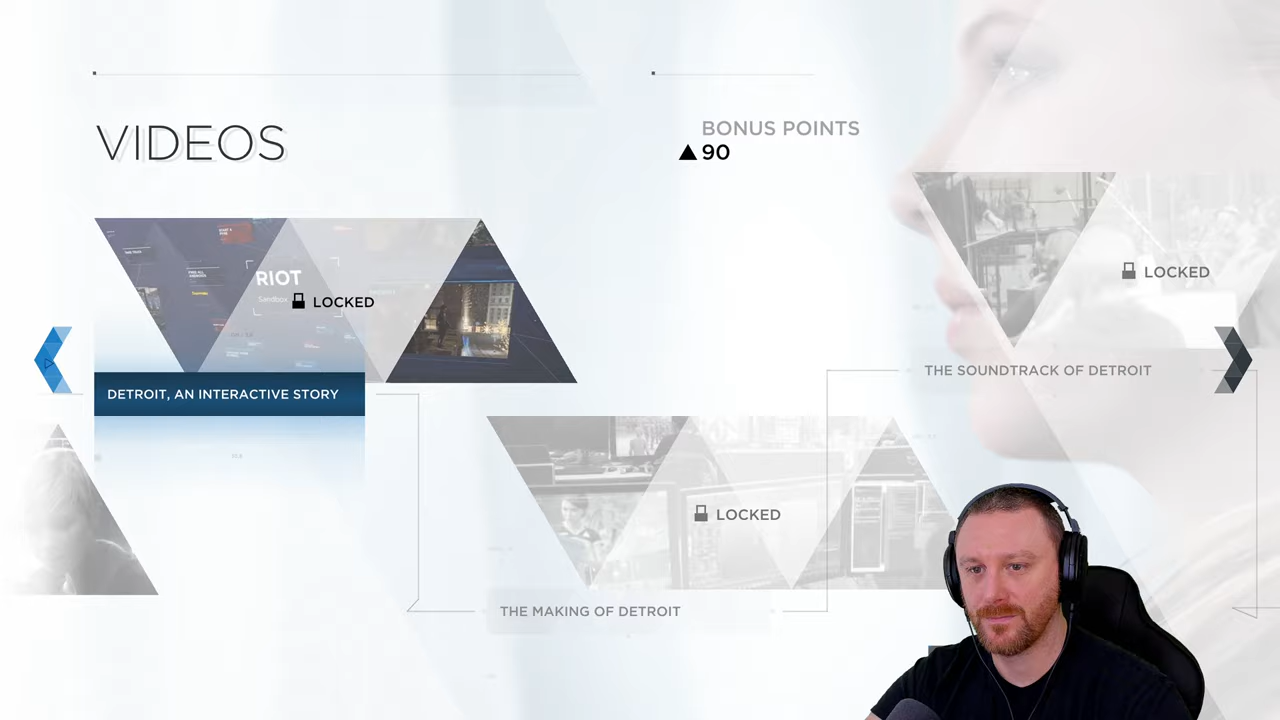 VIDEOS
BONUS POINTS
90
RIOT
Sandbox
LOCKED
LOCKED
THE SOUNDTRACK OF DETROIT
DETROIT, AN INTERACTIVE STORY
LOCKED
THE MAKING OF DETROIT